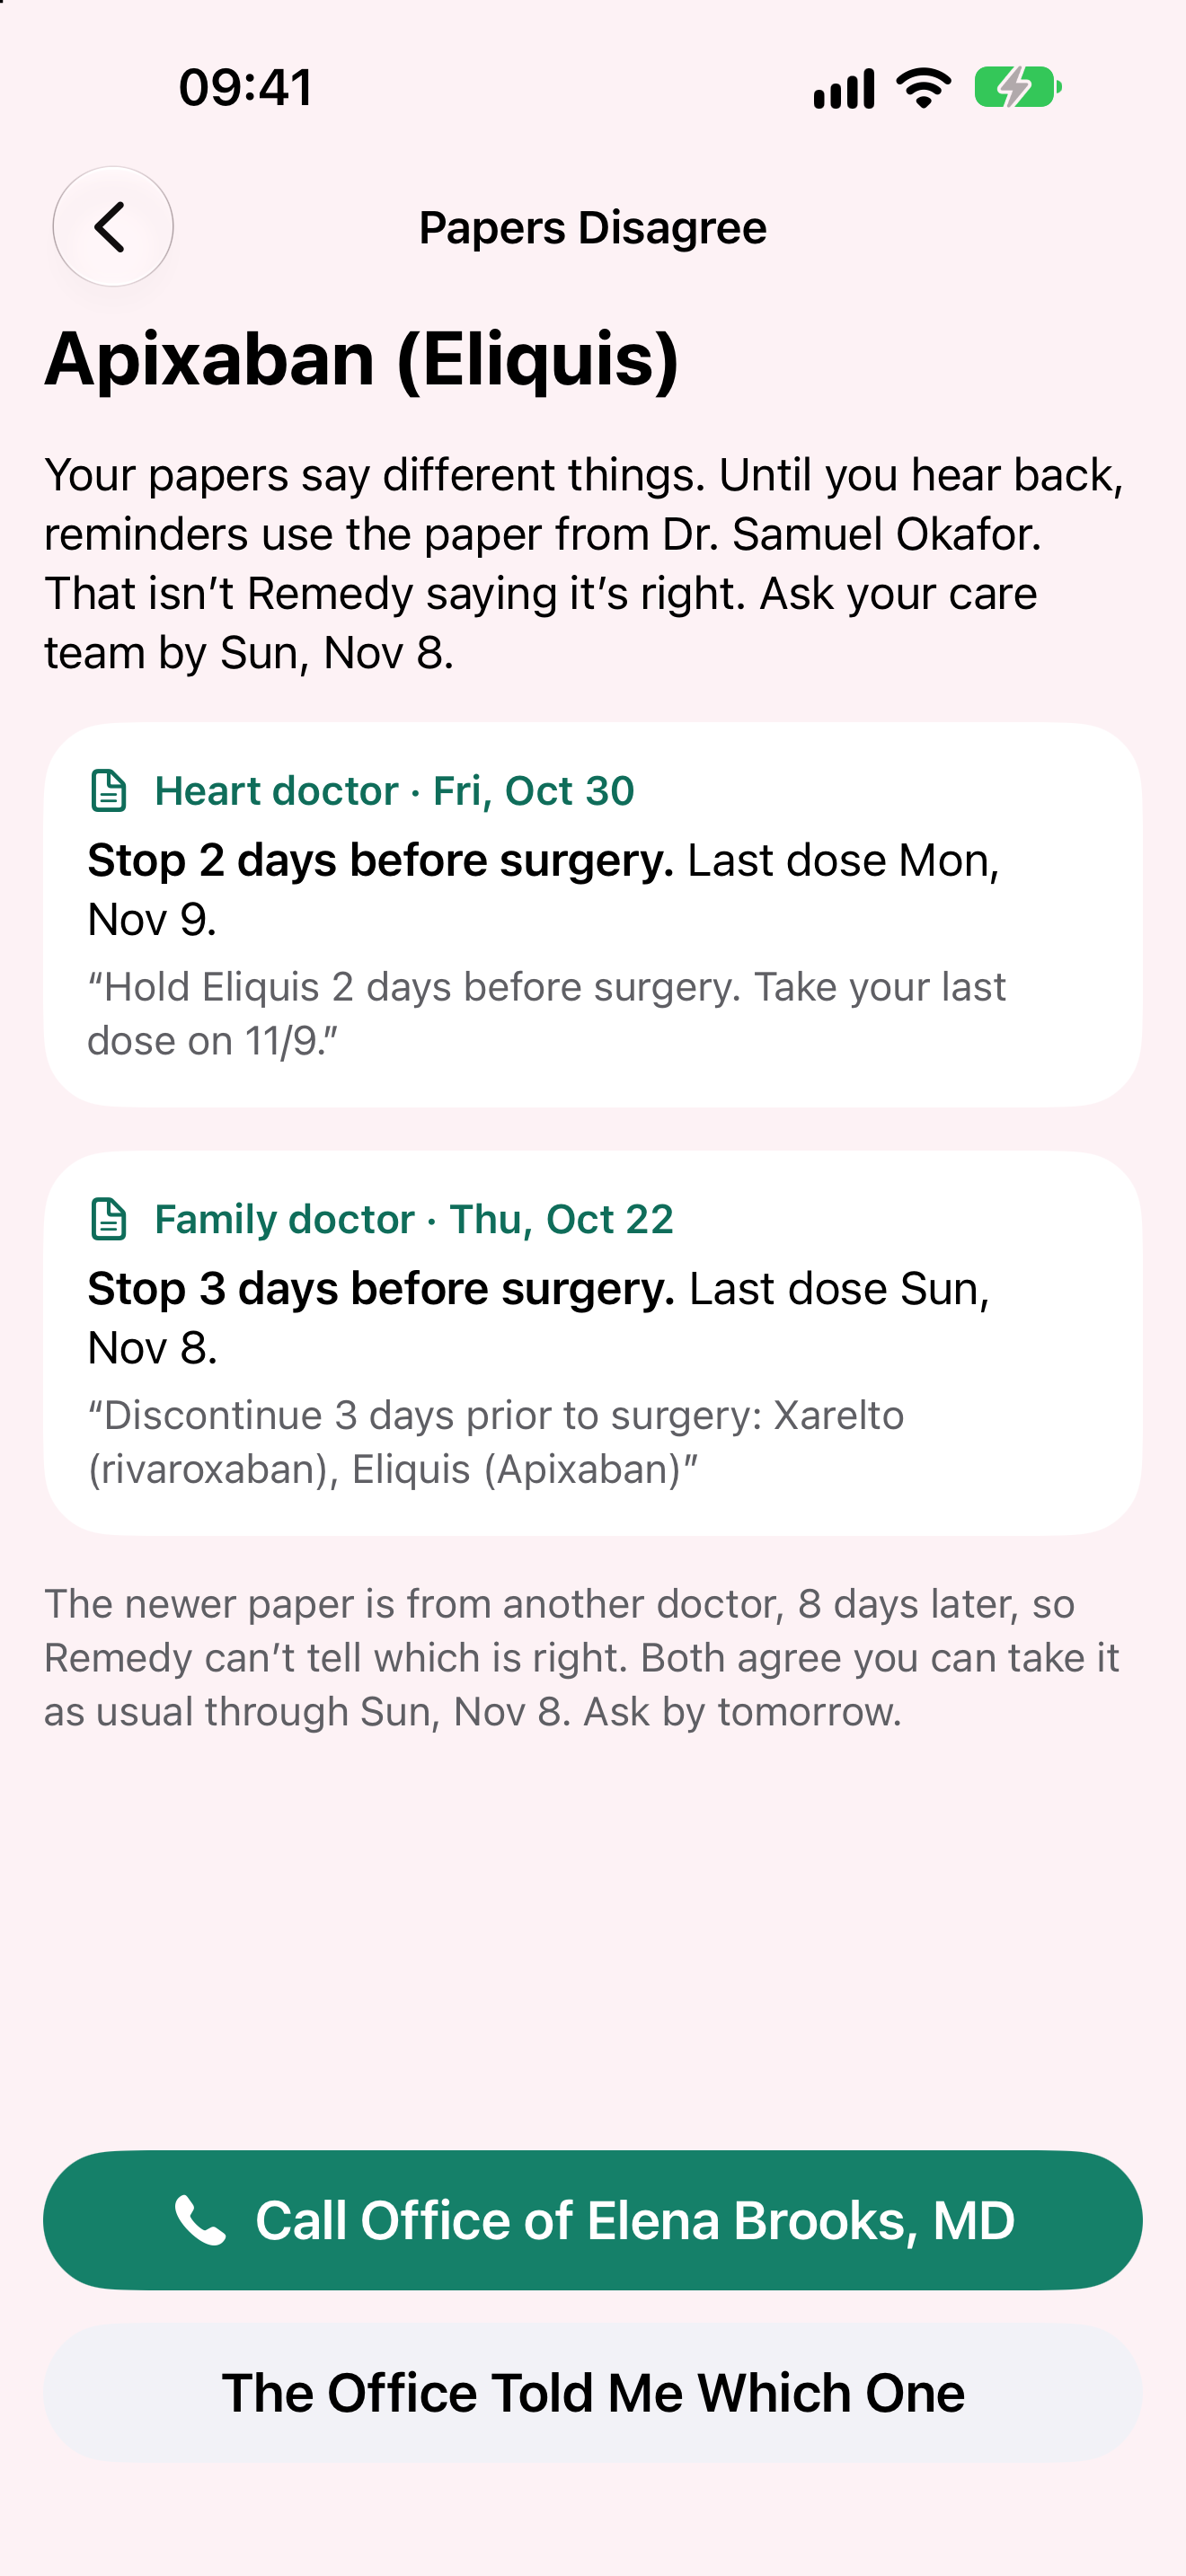 09:41
Papers Disagree
Apixaban (Eliquis)
Your papers say different things. Until you hear back,
reminders use the paper from Dr. Samuel Okafor.
That isn’t Remedy saying it’s right. Ask your care
team by Sun, Nov 8.
Heart doctor · Fri, Oct 30
Stop 2 days before surgery. Last dose Mon,
Nov 9.
“Hold Eliquis 2 days before surgery. Take your last
dose on 11/9.”
Family doctor · Thu, Oct 22
Stop 3 days before surgery. Last dose Sun,
Nov 8.
“Discontinue 3 days prior to surgery: Xarelto
(rivaroxaban), Eliquis (Apixaban)”
The newer paper is from another doctor, 8 days later, so
Remedy can’t tell which is right. Both agree you can take it
as usual through Sun, Nov 8. Ask by tomorrow.
Call Office of Elena Brooks, MD
The Office Told Me Which One